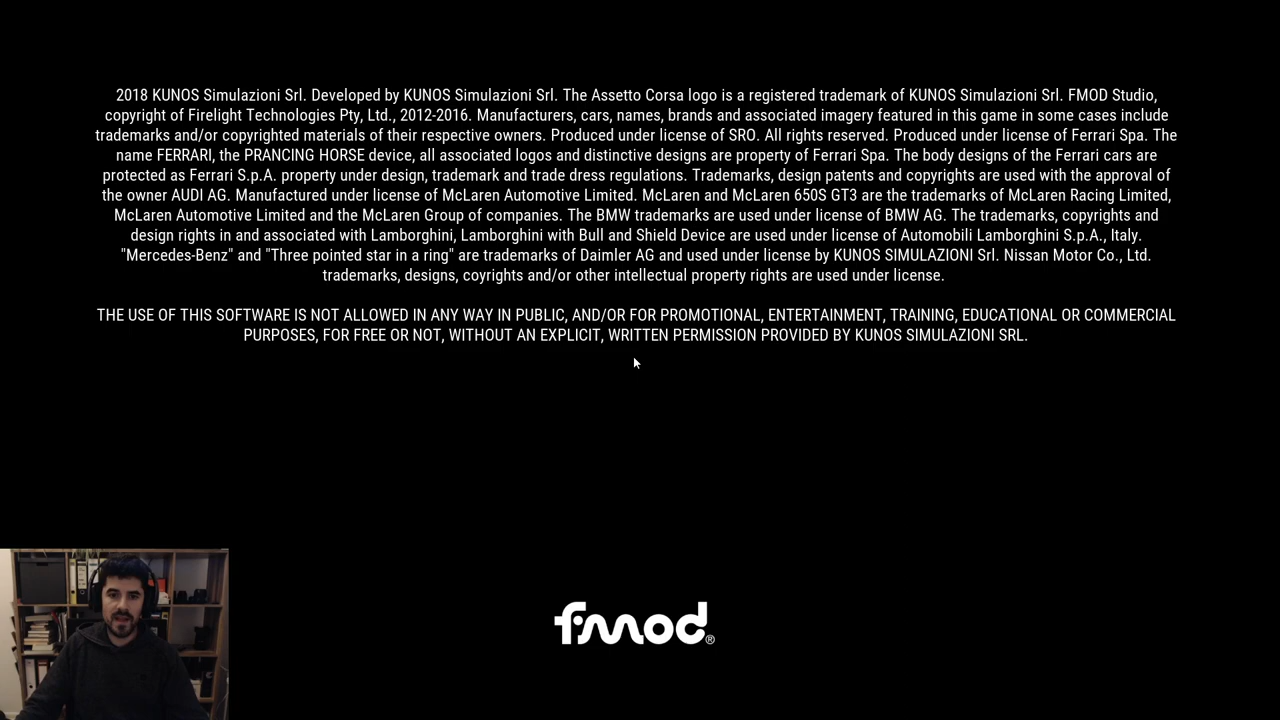 2018 KUNOS Simulazioni Srl. Developed by KUNOS Simulazioni Srl. The Assetto Corsa logo is a registered trademark of KUNOS Simulazioni Srl. FMOD Studio,
copyright of Firelight Technologies Pty, Ltd., 2012-2016. Manufacturers, cars, names, brands and associated imagery featured in this game in some cases include
trademarks and/or copyrighted materials of their respective owners. Produced under license of SRO. All rights reserved. Produced under license of Ferrari Spa. The
name FERRARI, the PRANCING HORSE device, all associated logos and distinctive designs are property of Ferrari Spa. The body designs of the Ferrari cars are
protected as Ferrari S.p.A. property under design, trademark and trade dress regulations. Trademarks, design patents and copyrights are used with the approval of
the owner AUDI AG. Manufactured under license of McLaren Automotive Limited. McLaren and McLaren 650S GT3 are the trademarks of McLaren Racing Limited,
McLaren Automotive Limited and the McLaren Group of companies. The BMW trademarks are used under license of BMW AG. The trademarks, copyrights and
design rights in and associated with Lamborghini, Lamborghini with Bull and Shield Device are used under license of Automobili Lamborghini S.p.A., Italy.
"Mercedes-Benz" and "Three pointed star in a ring" are trademarks of Daimler AG and used under license by KUNOS SIMULAZIONI Srl. Nissan Motor Co., Ltd.
trademarks, designs, coyrights and/or other intellectual property rights are used under license.
THE USE OF THIS SOFTWARE IS NOT ALLOWED IN ANY WAY IN PUBLIC, AND/OR FOR PROMOTIONAL, ENTERTAINMENT, TRAINING, EDUCATIONAL OR COMMERCIAL
PURPOSES, FOR FREE OR NOT, WITHOUT AN EXPLICIT, WRITTEN PERMISSION PROVIDED BY KUNOS SIMULAZIONI SRL.
fmod®